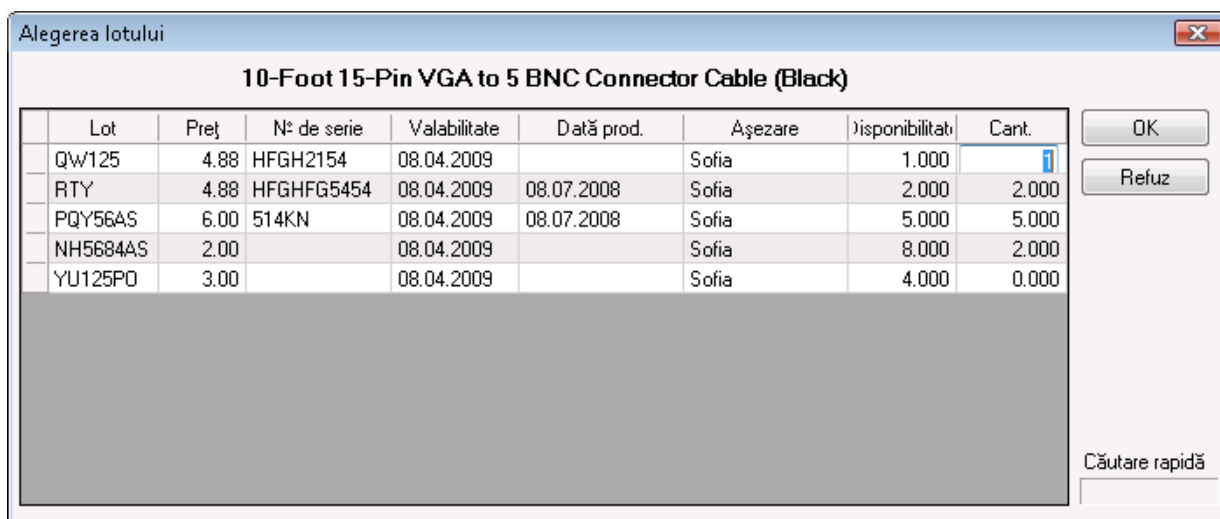 Alegerea lotului
10-Foot 15-Pin VGA to 5 BNC Connector Cable (Black)
Lot Preţ Nº de serie Valabilitate Dată prod. Aşezare Disponibilitate Cant. OK
QW125 4.88 HFGH2154 08.04.2009 Sofia 1.000 1
RTY 4.88 HFGHFG5454 08.04.2009 08.07.2008 Sofia 2.000 2.000 Refuz
PQY56AS 6.00 514KN 08.04.2009 08.07.2008 Sofia 5.000 5.000
NH5684AS 2.00 08.04.2009 Sofia 8.000 2.000
YU125PO 3.00 08.04.2009 Sofia 4.000 0.000
Căutare rapidă